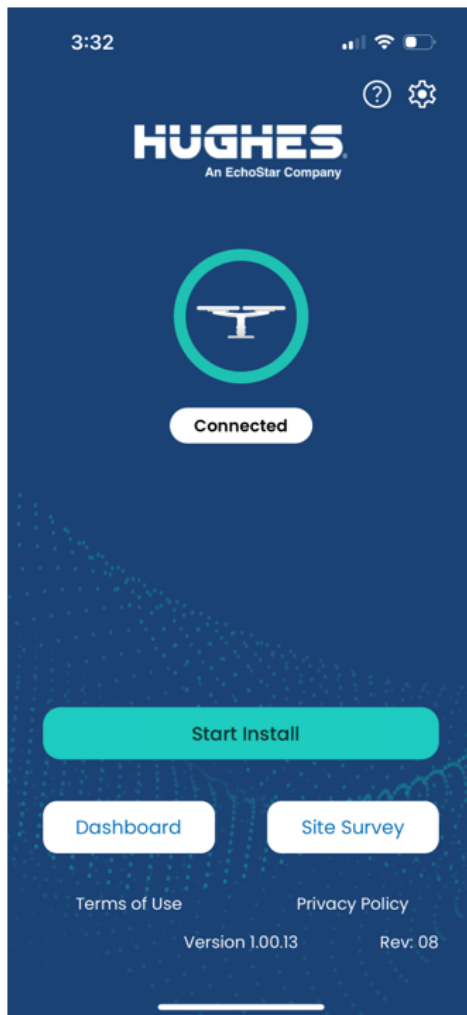 3:32
HUGHES
An EchoStar Company
Connected
Start Install
Dashboard
Site Survey
Terms of Use
Privacy Policy
Version 1.00.13
Rev: 08